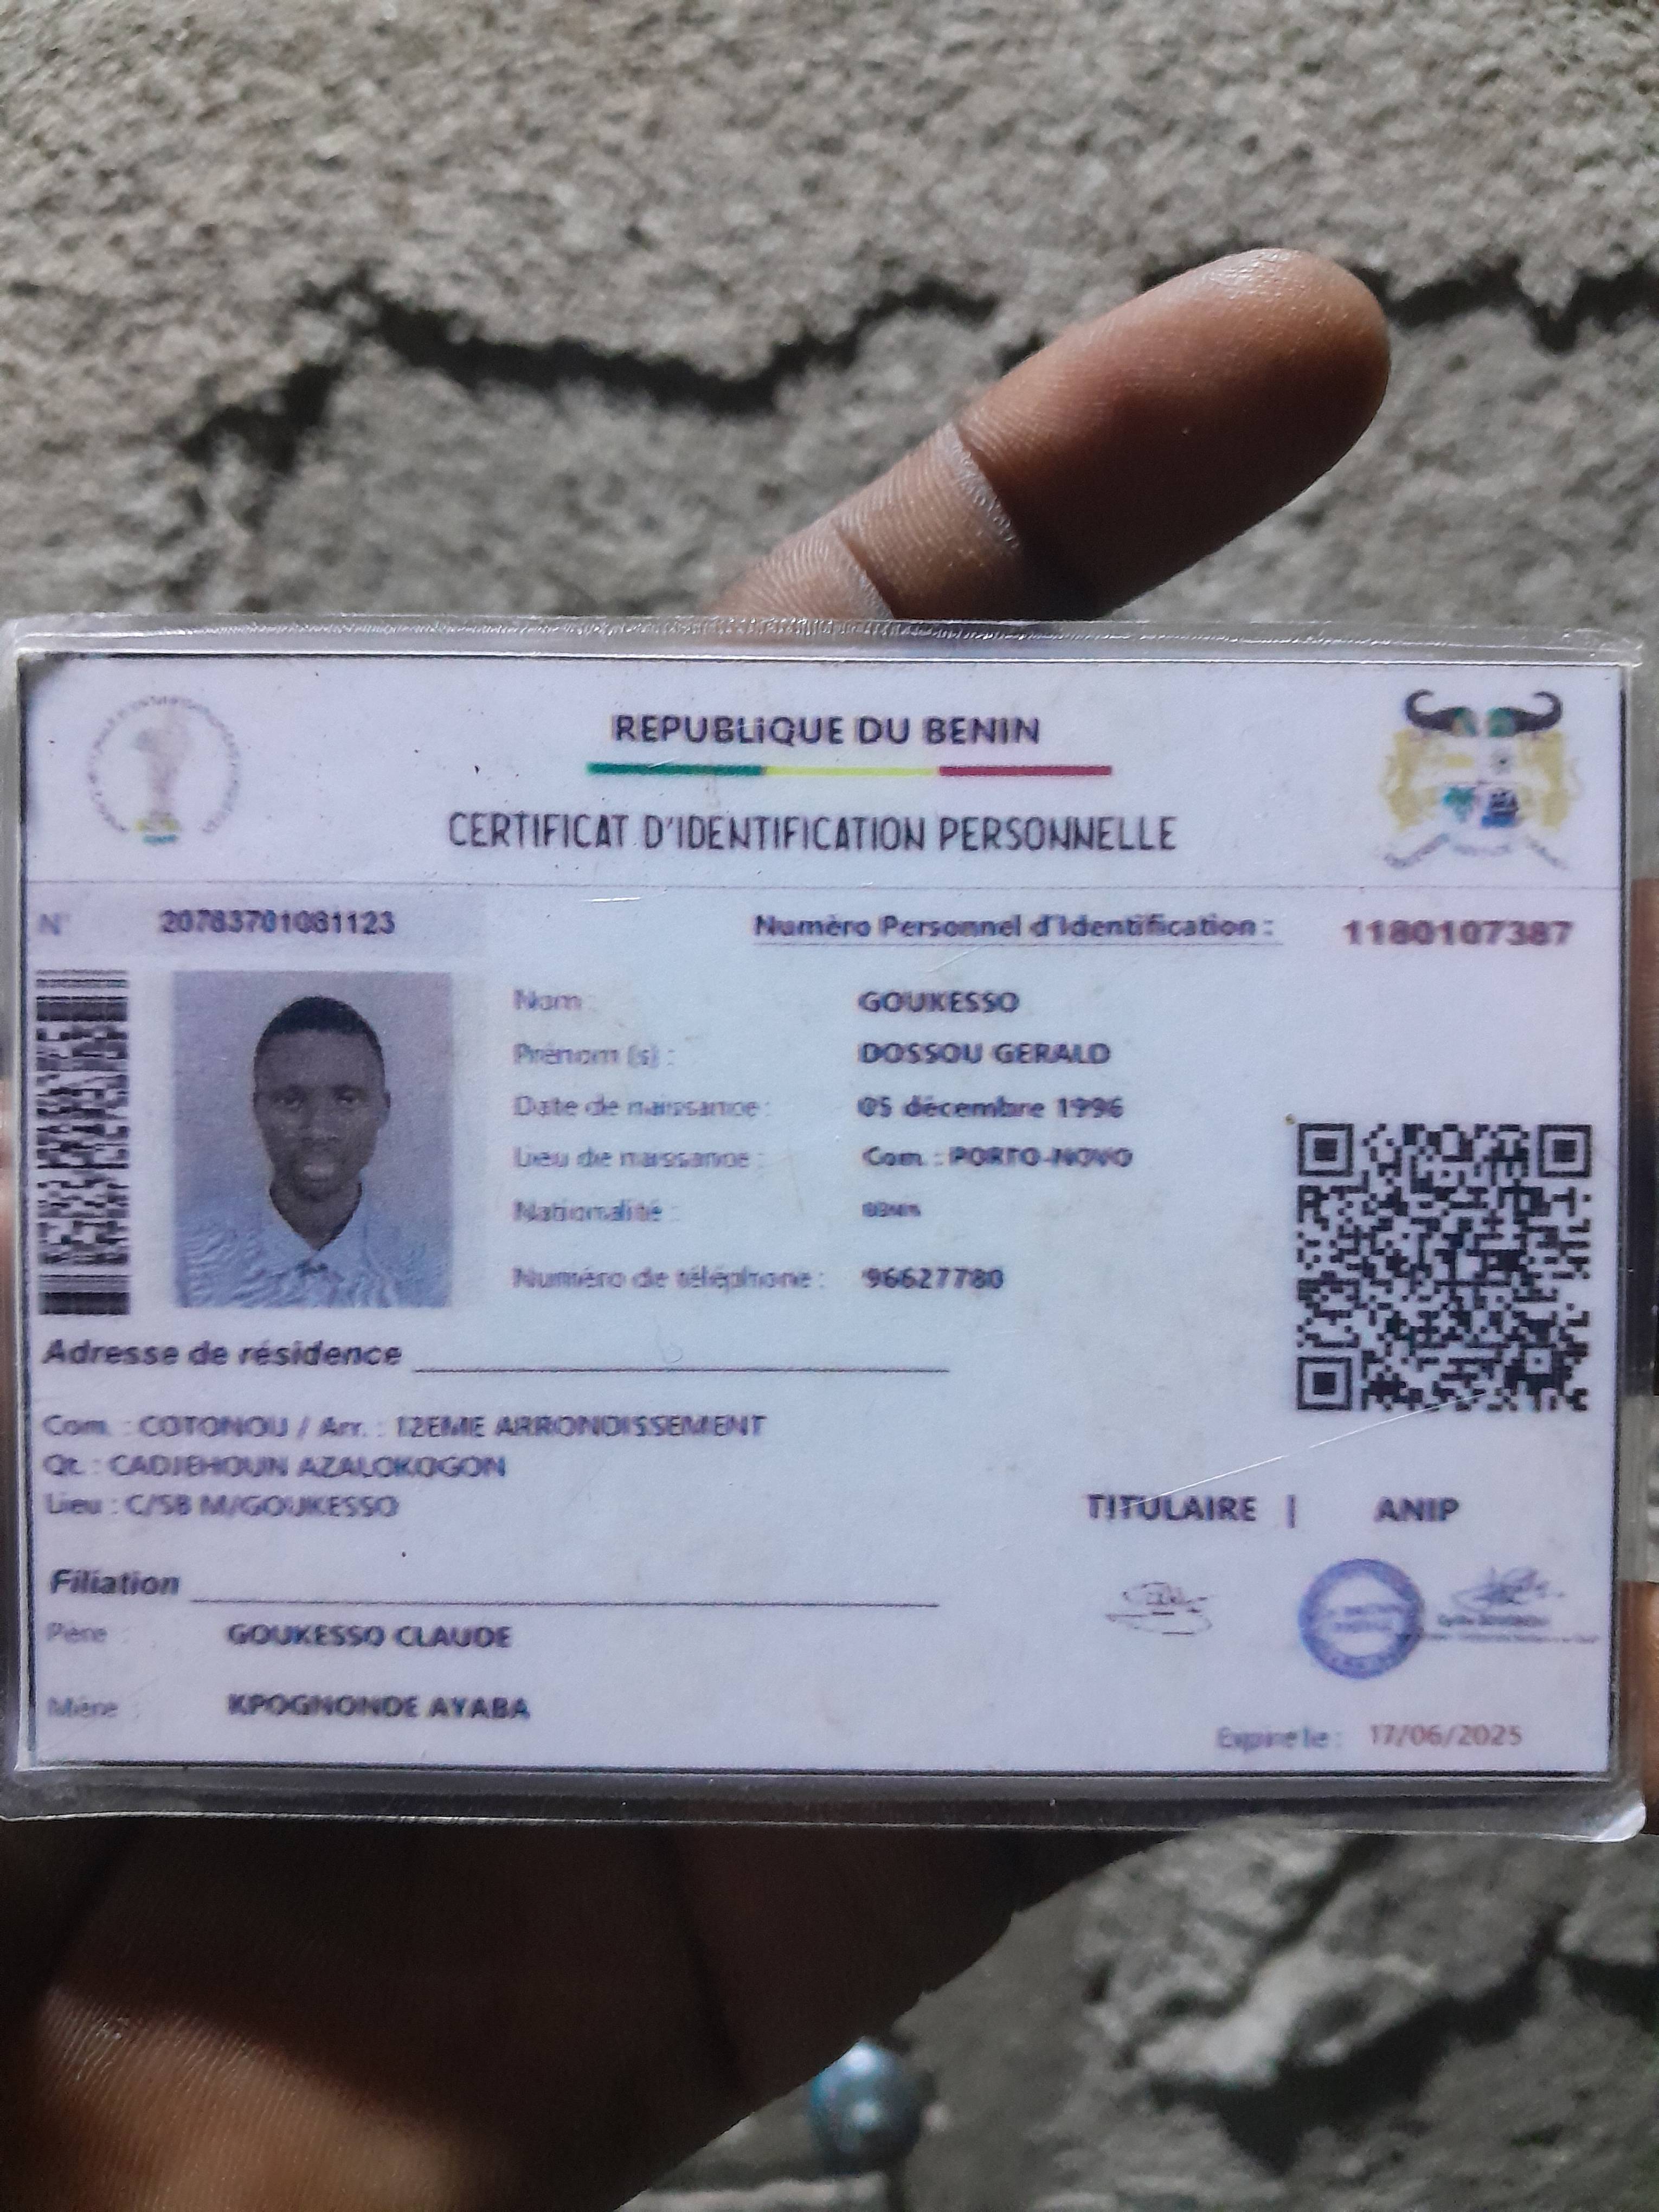 REPUBLIQUE DU BENIN
CERTIFICAT D'IDENTIFICATION PERSONNELLE
N° 20783701081123
Numéro Personnel d'Identification : 1180107387
Nom : GOUKESSO
Prénom (s) : DOSSOU GERALD
Date de naissance : 05 décembre 1996
Lieu de naissance : Com. : PORTO-NOVO
Nationalité :
Numéro de téléphone : 96627780
Adresse de résidence
Com. : COTONOU / Arr. : 12EME ARRONDISSEMENT
Qt. : CADJEHOUN AZALOKOGON
Lieu : C/SB M/GOUKESSO
TITULAIRE | ANIP
Filiation
Père : GOUKESSO CLAUDE
Mère : KPOGNONDE AYABA
Expire le : 17/06/2025